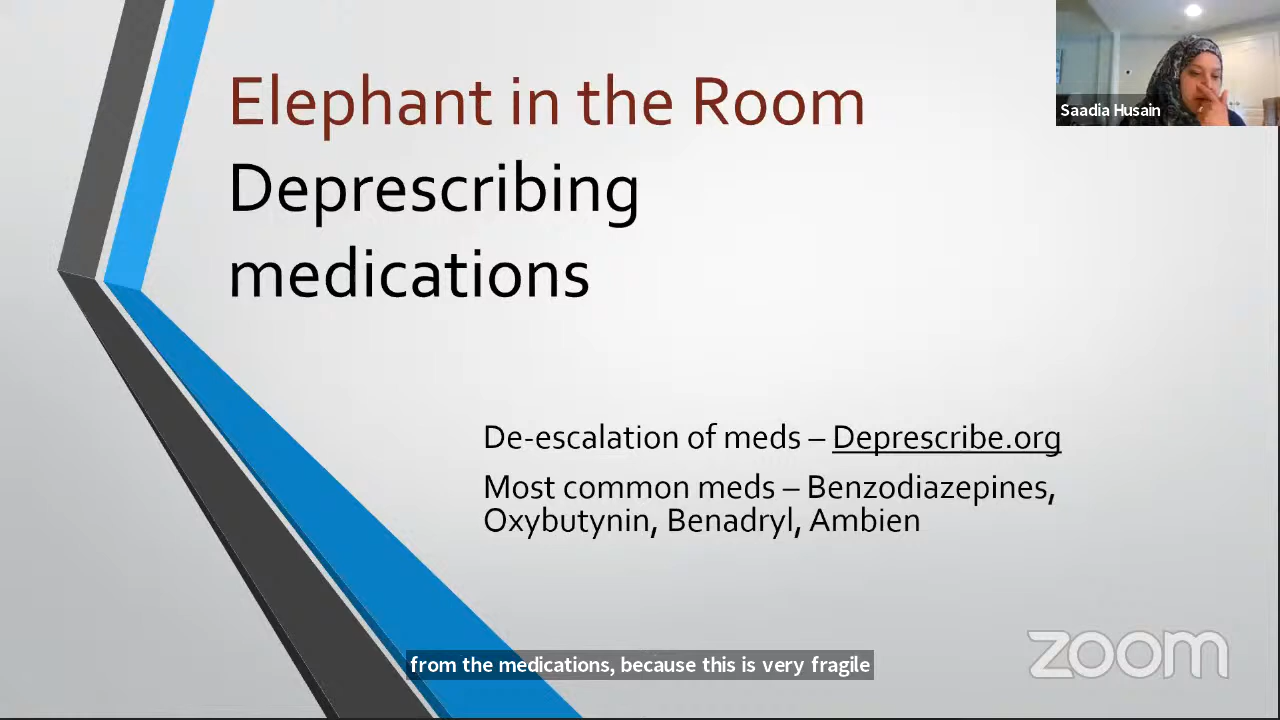 Elephant in the Room
Saadia Husain
Deprescribing
medications
De-escalation of meds – Deprescribe.org
Most common meds – Benzodiazepines,
Oxybutynin, Benadryl, Ambien
from the medications, because this is very fragile
zoom